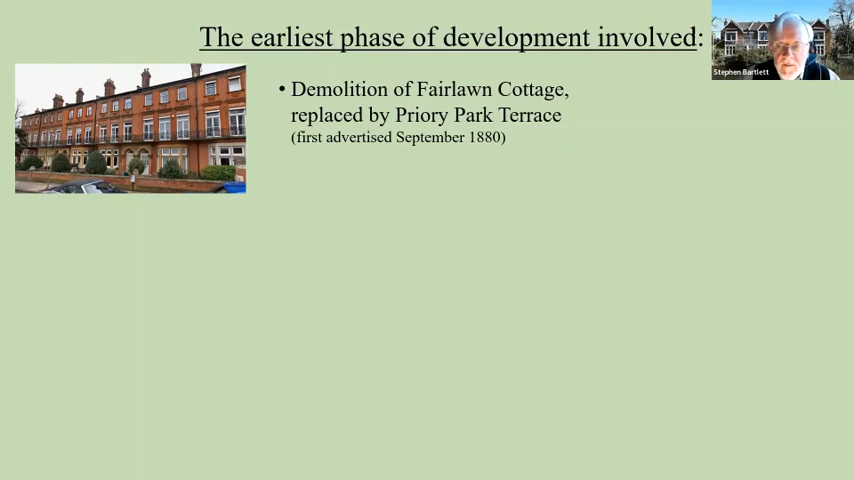 The earliest phase of development involved:
Stephen Bartlett
• Demolition of Fairlawn Cottage,
replaced by Priory Park Terrace
(first advertised September 1880)